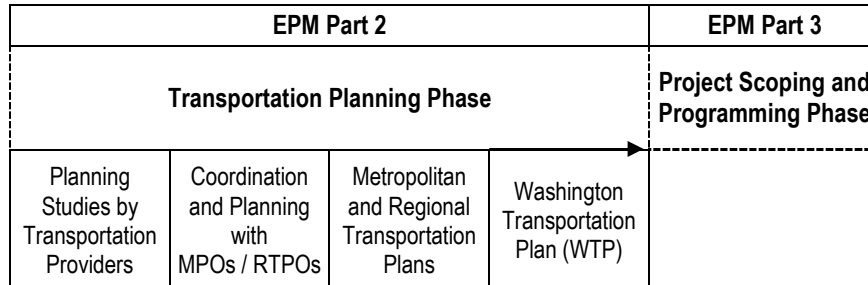 EPM Part 2
EPM Part 3
Transportation Planning Phase
Project Scoping and
Programming Phase
Planning
Studies by
Transportation
Providers
Coordination
and Planning
with
MPOs / RTPOs
Metropolitan
and Regional
Transportation
Plans
Washington
Transportation
Plan (WTP)